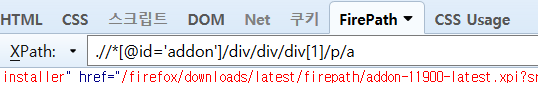 HTML CSS 스크립트 DOM Net 쿠키 FirePath CSS Usage
XPath: .//*[@id='addon']/div/div/div[1]/p/a
installer" href="/firefox/downloads/latest/firepath/addon-11900-latest.xpi?sr